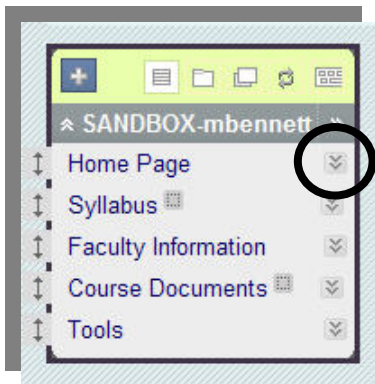 SANDBOX-mbennett
Home Page
Syllabus
Faculty Information
Course Documents
Tools